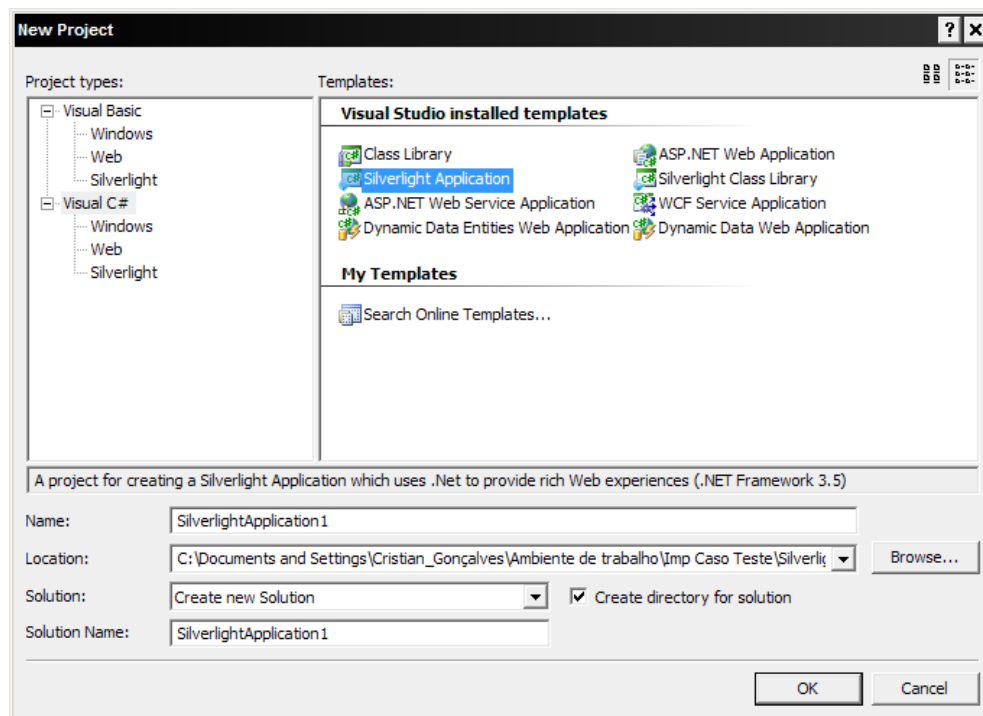 New Project
Project types:
Templates:
Visual Basic
Windows
Web
Silverlight
Visual C#
Windows
Web
Silverlight
Visual Studio installed templates
Class Library
ASP.NET Web Application
Silverlight Application
Silverlight Class Library
ASP.NET Web Service Application
WCF Service Application
Dynamic Data Entities Web Application
Dynamic Data Web Application
My Templates
Search Online Templates...
A project for creating a Silverlight Application which uses .Net to provide rich Web experiences (.NET Framework 3.5)
Name:
SilverlightApplication1
Location:
C:\Documents and Settings\Cristian_Gonçalves\Ambiente de trabalho\Imp Caso Teste\Silverlig
Browse...
Solution:
Create new Solution
Create directory for solution
Solution Name:
SilverlightApplication1
OK
Cancel